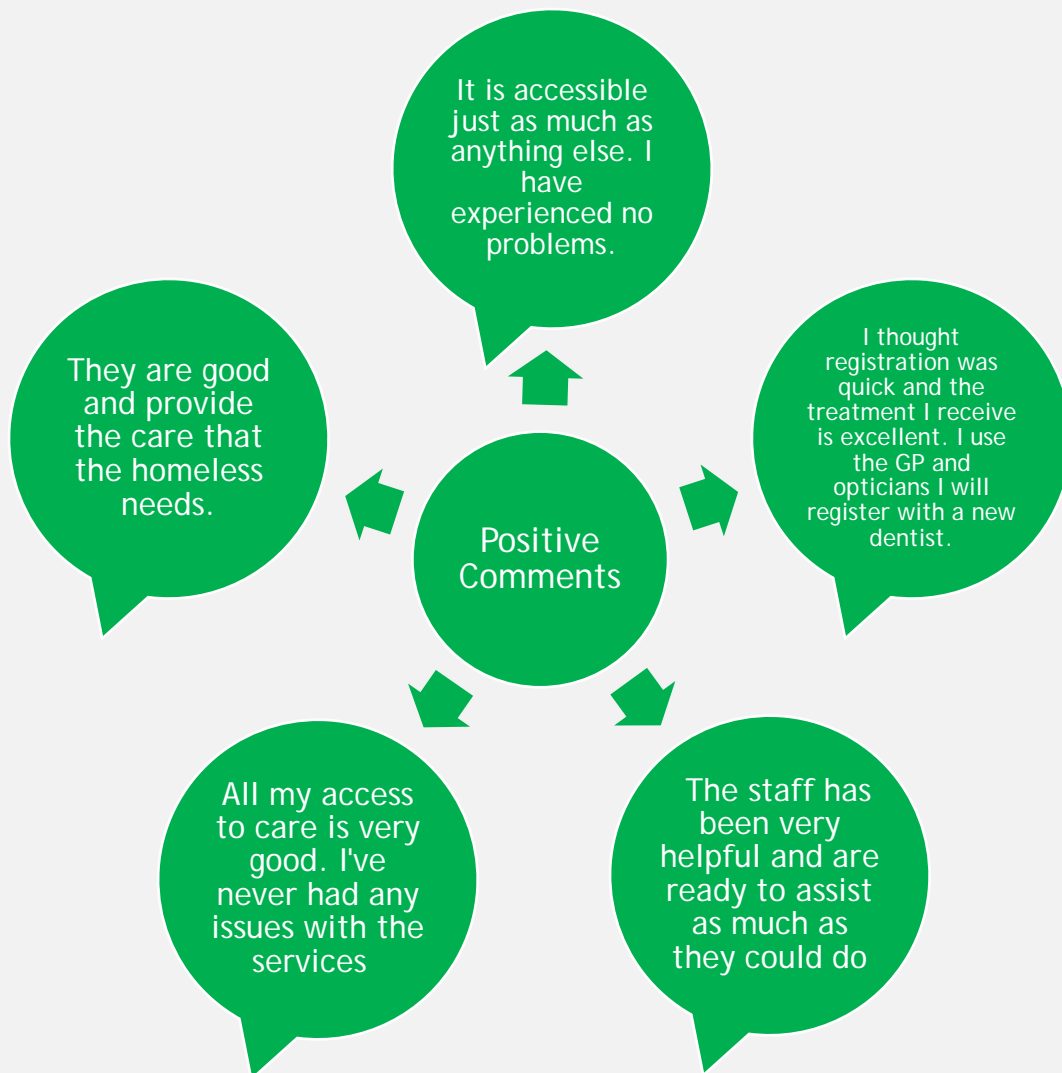 It is accessible
just as much as
anything else. I
have
experienced no
problems.
I thought
registration was
quick and the
treatment I receive
is excellent. I use
the GP and
opticians I will
register with a new
dentist.
The staff has
been very
helpful and are
ready to assist
as much as
they could do
All my access
to care is very
good. I've
never had any
issues with the
services
They are good
and provide
the care that
the homeless
needs.
Positive
Comments